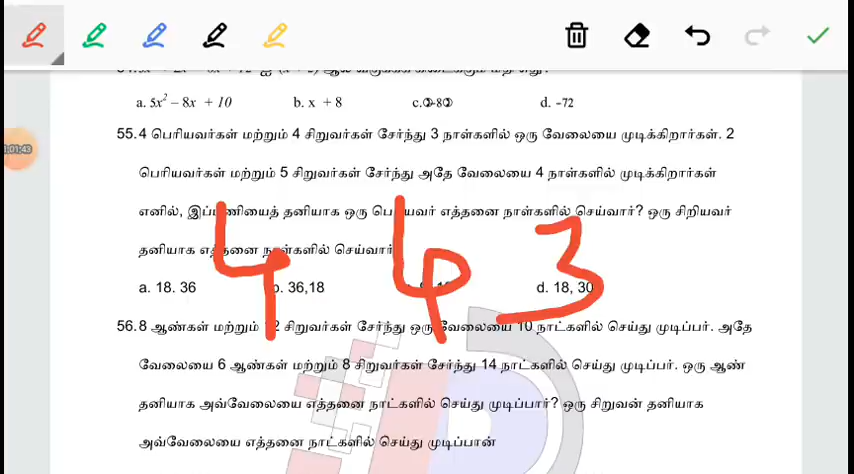 a. 5x² – 8x + 10 b. x + 8 d. -72
55. 4 பெரியவர்கள் மற்றும் 4 சிறுவர்கள் சேர்ந்து 3 நாள்களில் ஒரு வேலையை முடிக்கிறார்கள். 2
பெரியவர்கள் மற்றும் 5 சிறுவர்கள் சேர்ந்து அதே வேலையை 4 நாள்களில் முடிக்கிறார்கள்
எனில், இப்பணியைத் தனியாக ஒரு பெரியவர் எத்தனை நாள்களில் செய்வார்? ஒரு சிறியவர்
தனியாக எத்தனை நாள்களில் செய்வார்
4 4 3
a. 18. 36 b. 36,18 d. 18, 30
56. 8 ஆண்கள் மற்றும் 12 சிறுவர்கள் சேர்ந்து ஒரு வேலையை 10 நாட்களில் செய்து முடிப்பர். அதே
வேலையை 6 ஆண்கள் மற்றும் 8 சிறுவர்கள் சேர்ந்து 14 நாட்களில் செய்து முடிப்பர். ஒரு ஆண்
தனியாக அவ்வேலையை எத்தனை நாட்களில் செய்து முடிப்பார்? ஒரு சிறுவன் தனியாக
அவ்வேலையை எத்தனை நாட்களில் செய்து முடிப்பான்
1:01:43